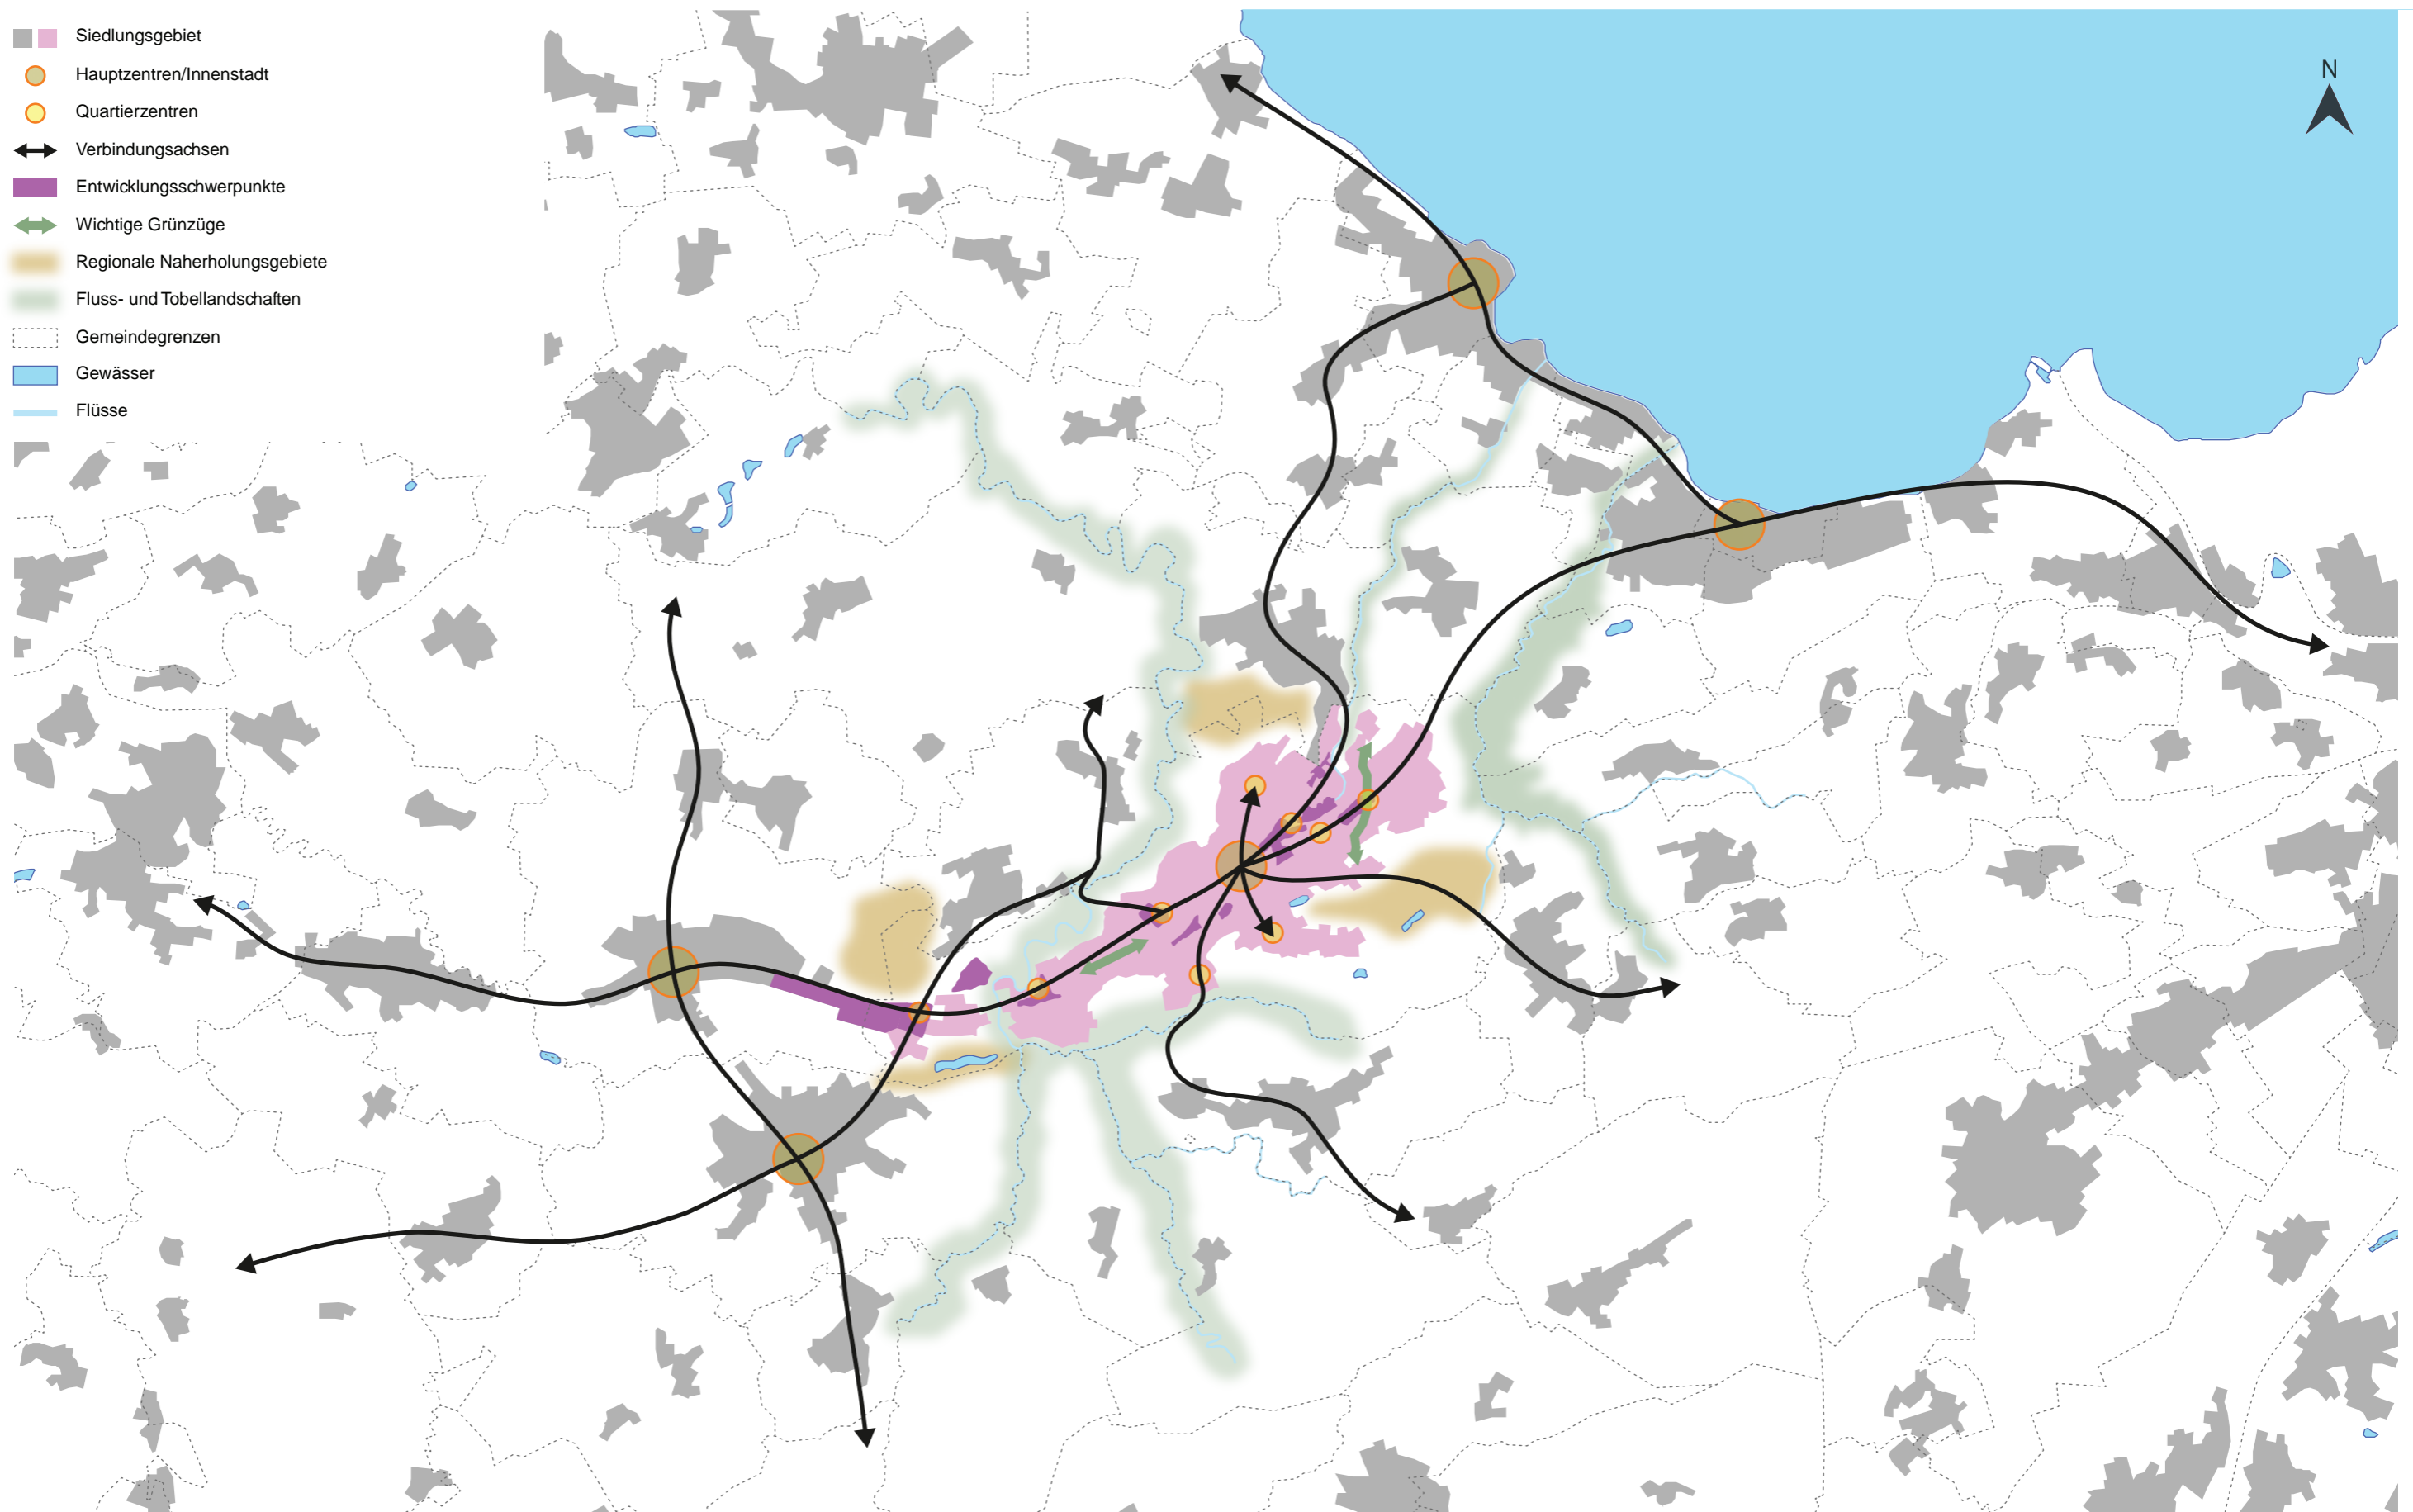 Siedlungsgebiet
Hauptzentren/Innenstadt
Quartierzentren
Verbindungsachsen
Entwicklungsschwerpunkte
Wichtige Grünzüge
Regionale Naherholungsgebiete
Fluss- und Tobellandschaften
Gemeindegrenzen
Gewässer
Flüsse
N